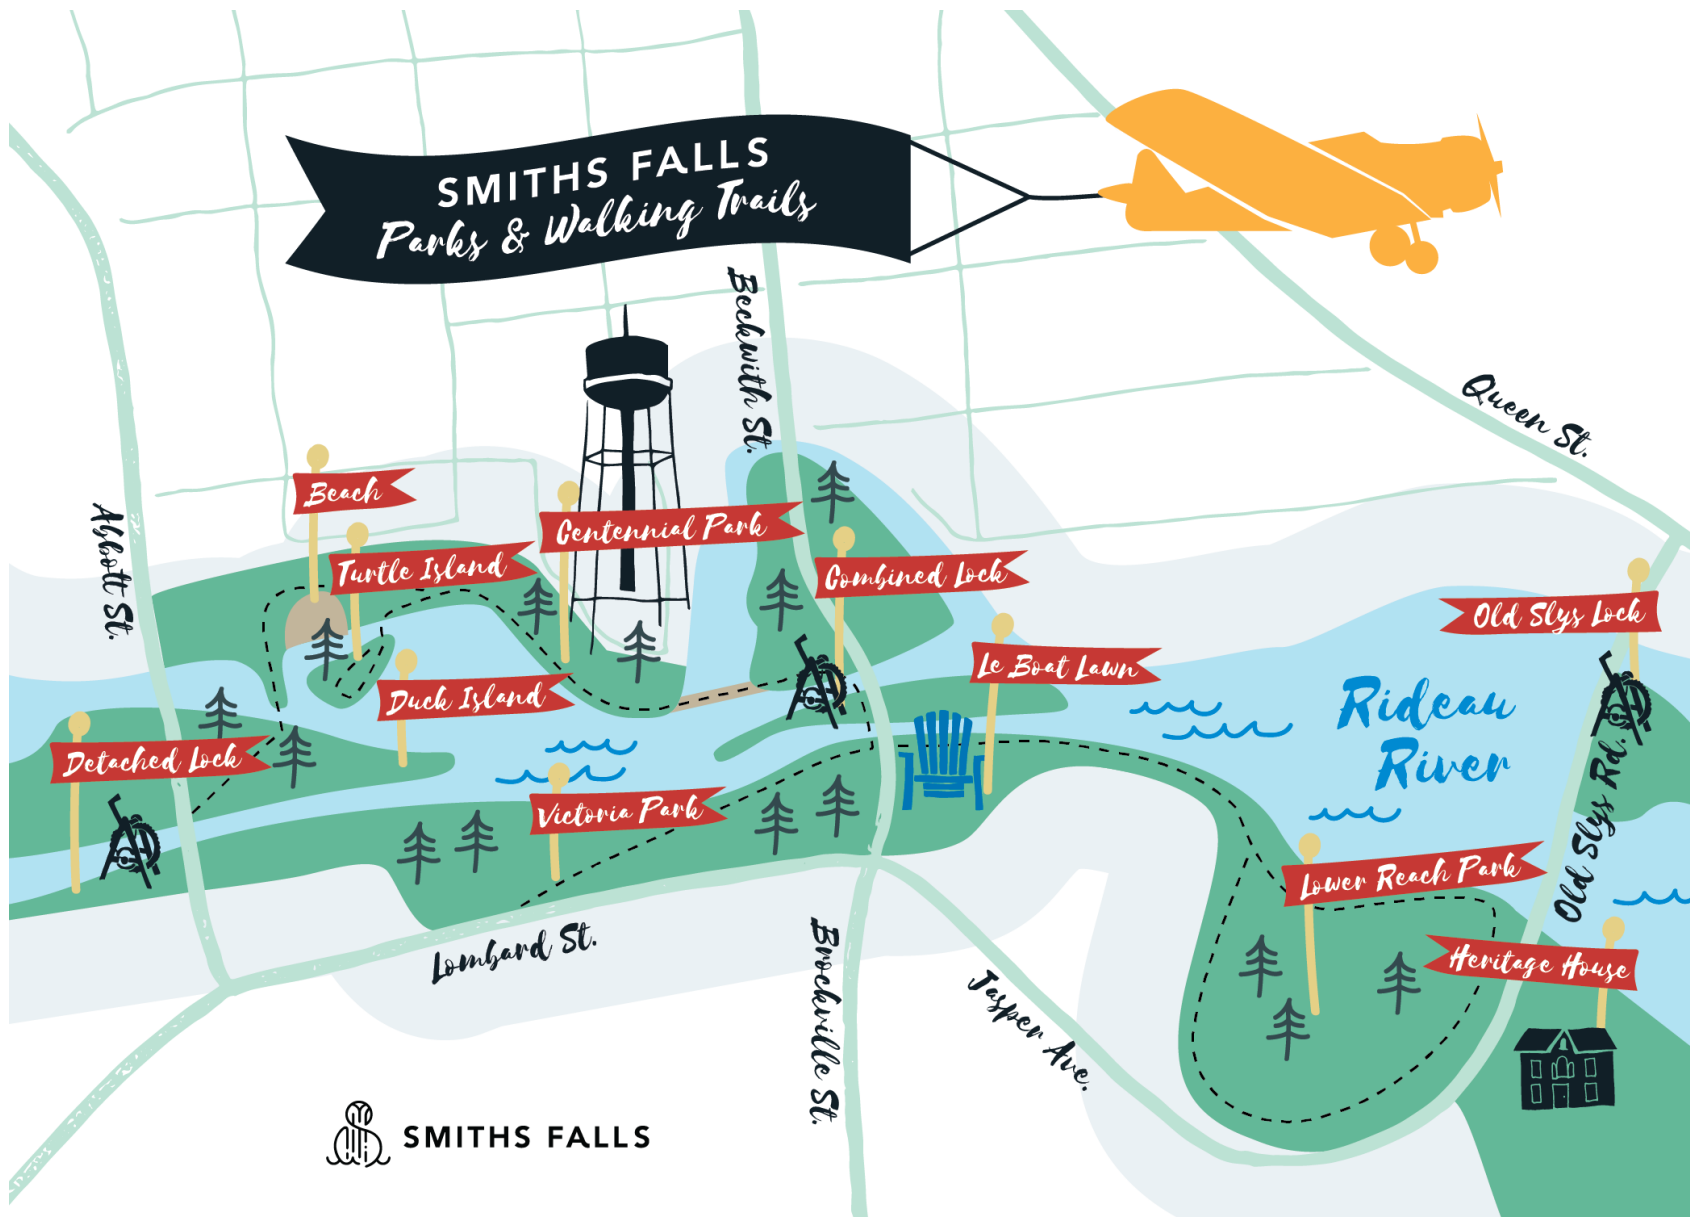 SMITHS FALLS
Parks & Walking Trails
Beckwith St.
Queen St.
Beach
Centennial Park
Abbott St.
Turtle Island
Combined Lock
Old Slys Lock
Le Boat Lawn
Duck Island
Rideau
River
Detached Lock
Victoria Park
Old Slys Rd.
Lower Reach Park
Lombard St.
Heritage House
Brockville St.
Jasper Ave.
SMITHS FALLS